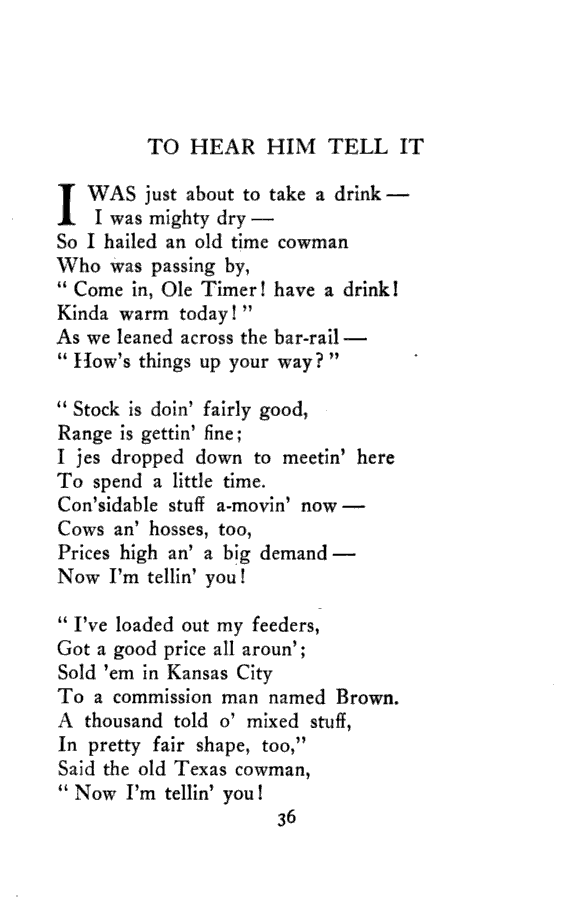 TO HEAR HIM TELL IT
I WAS just about to take a drink —
I was mighty dry —
So I hailed an old time cowman
Who was passing by,
“ Come in, Ole Timer! have a drink!
Kinda warm today! ”
As we leaned across the bar-rail —
“ How's things up your way? ”
“ Stock is doin’ fairly good,
Range is gettin’ fine;
I jes dropped down to meetin’ here
To spend a little time.
Con'sidable stuff a-movin’ now —
Cows an’ hosses, too,
Prices high an’ a big demand —
Now I'm tellin’ you!
“ I've loaded out my feeders,
Got a good price all aroun’;
Sold ’em in Kansas City
To a commission man named Brown.
A thousand told o’ mixed stuff,
In pretty fair shape, too,”
Said the old Texas cowman,
“ Now I'm tellin’ you!
36